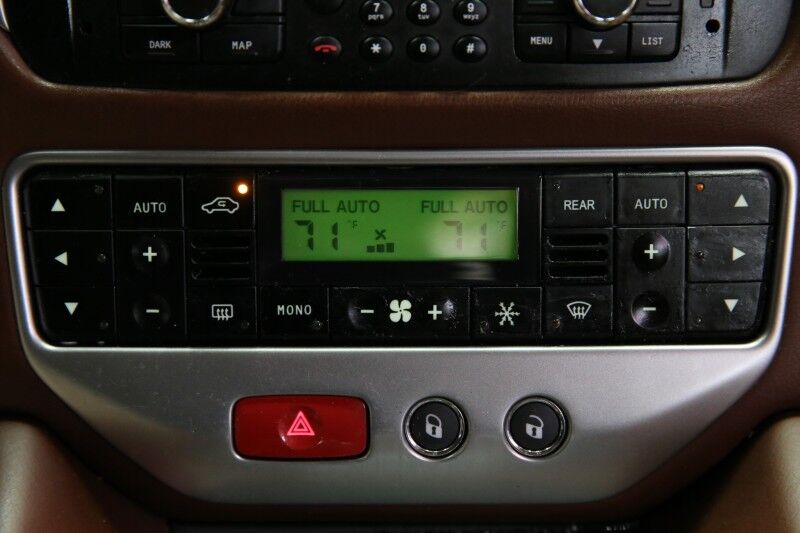 7 PQRS 8 TUV 9 WXYZ
DARK MAP * 0 # MENU LIST
AUTO FULL AUTO FULL AUTO REAR AUTO
71 °F 71 °F
MONO